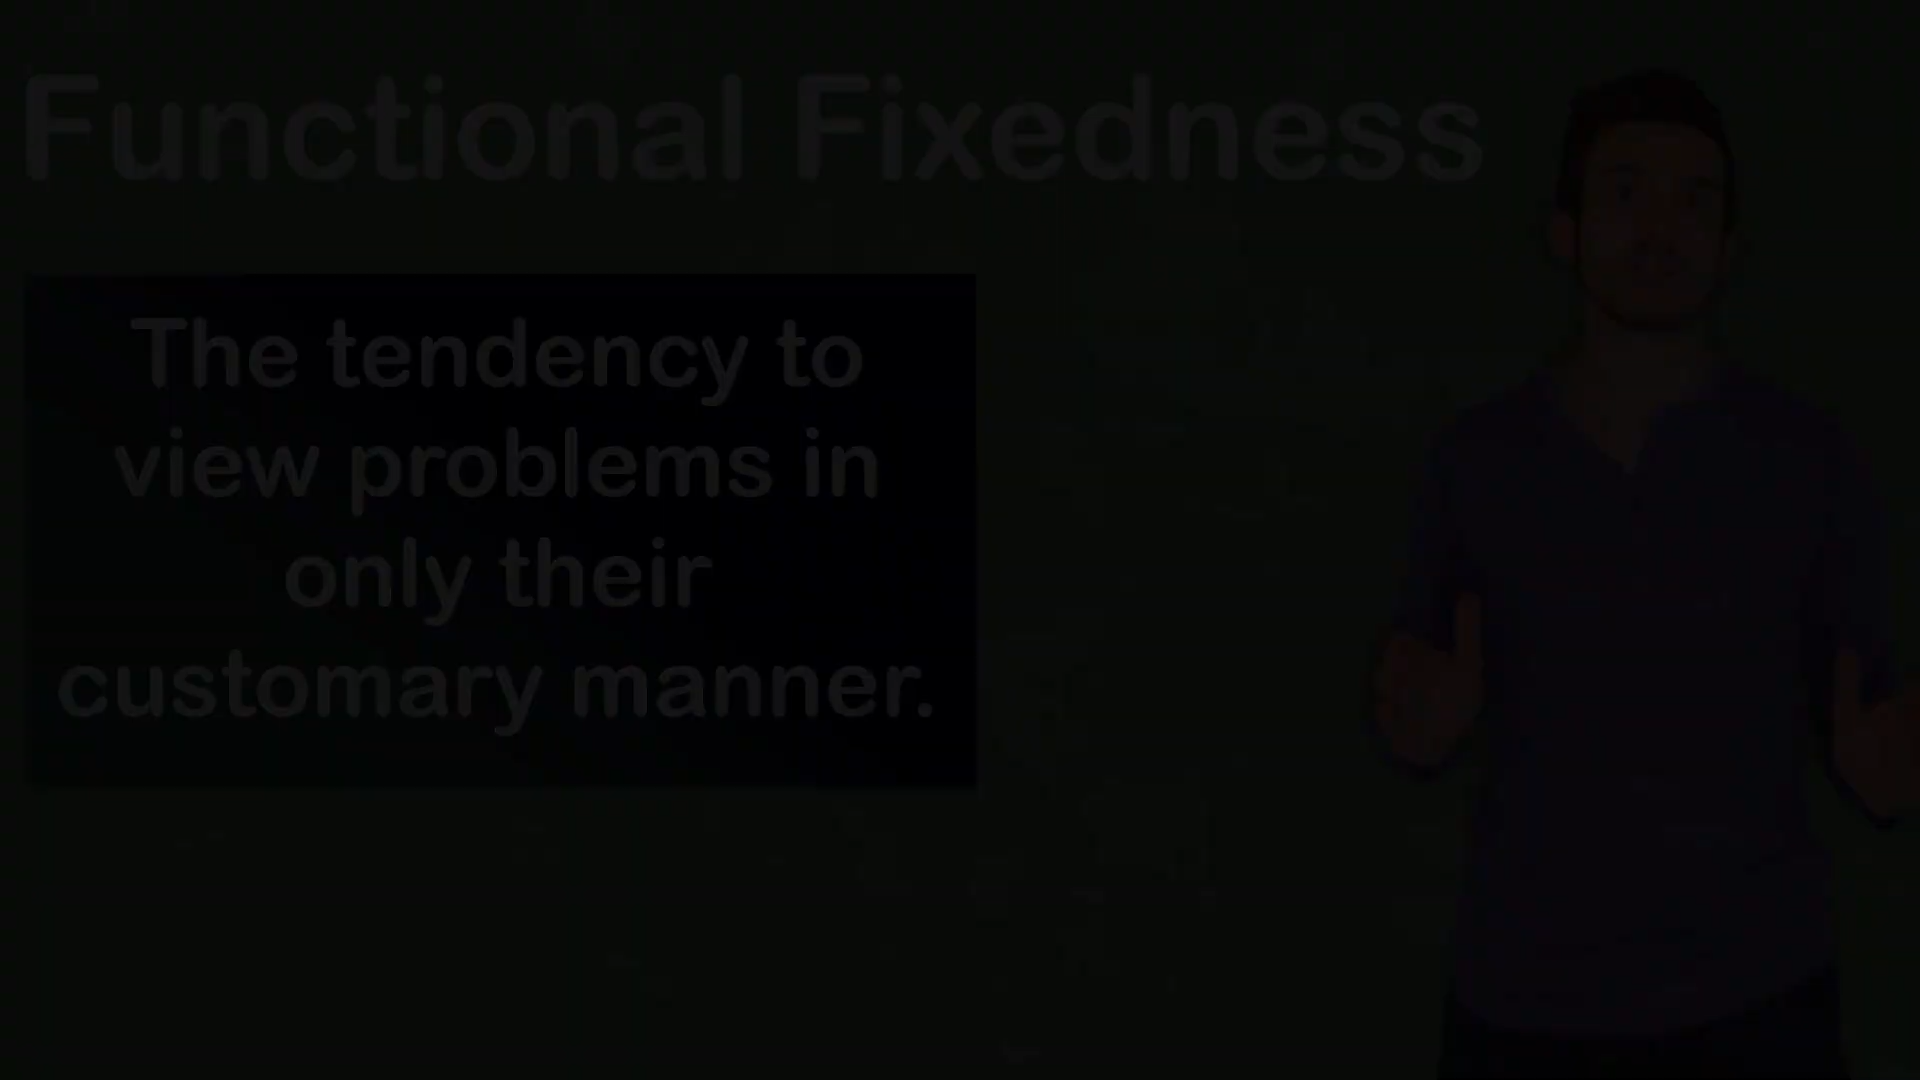 Functional Fixedness
The tendency to
view problems in
only their
customary manner.